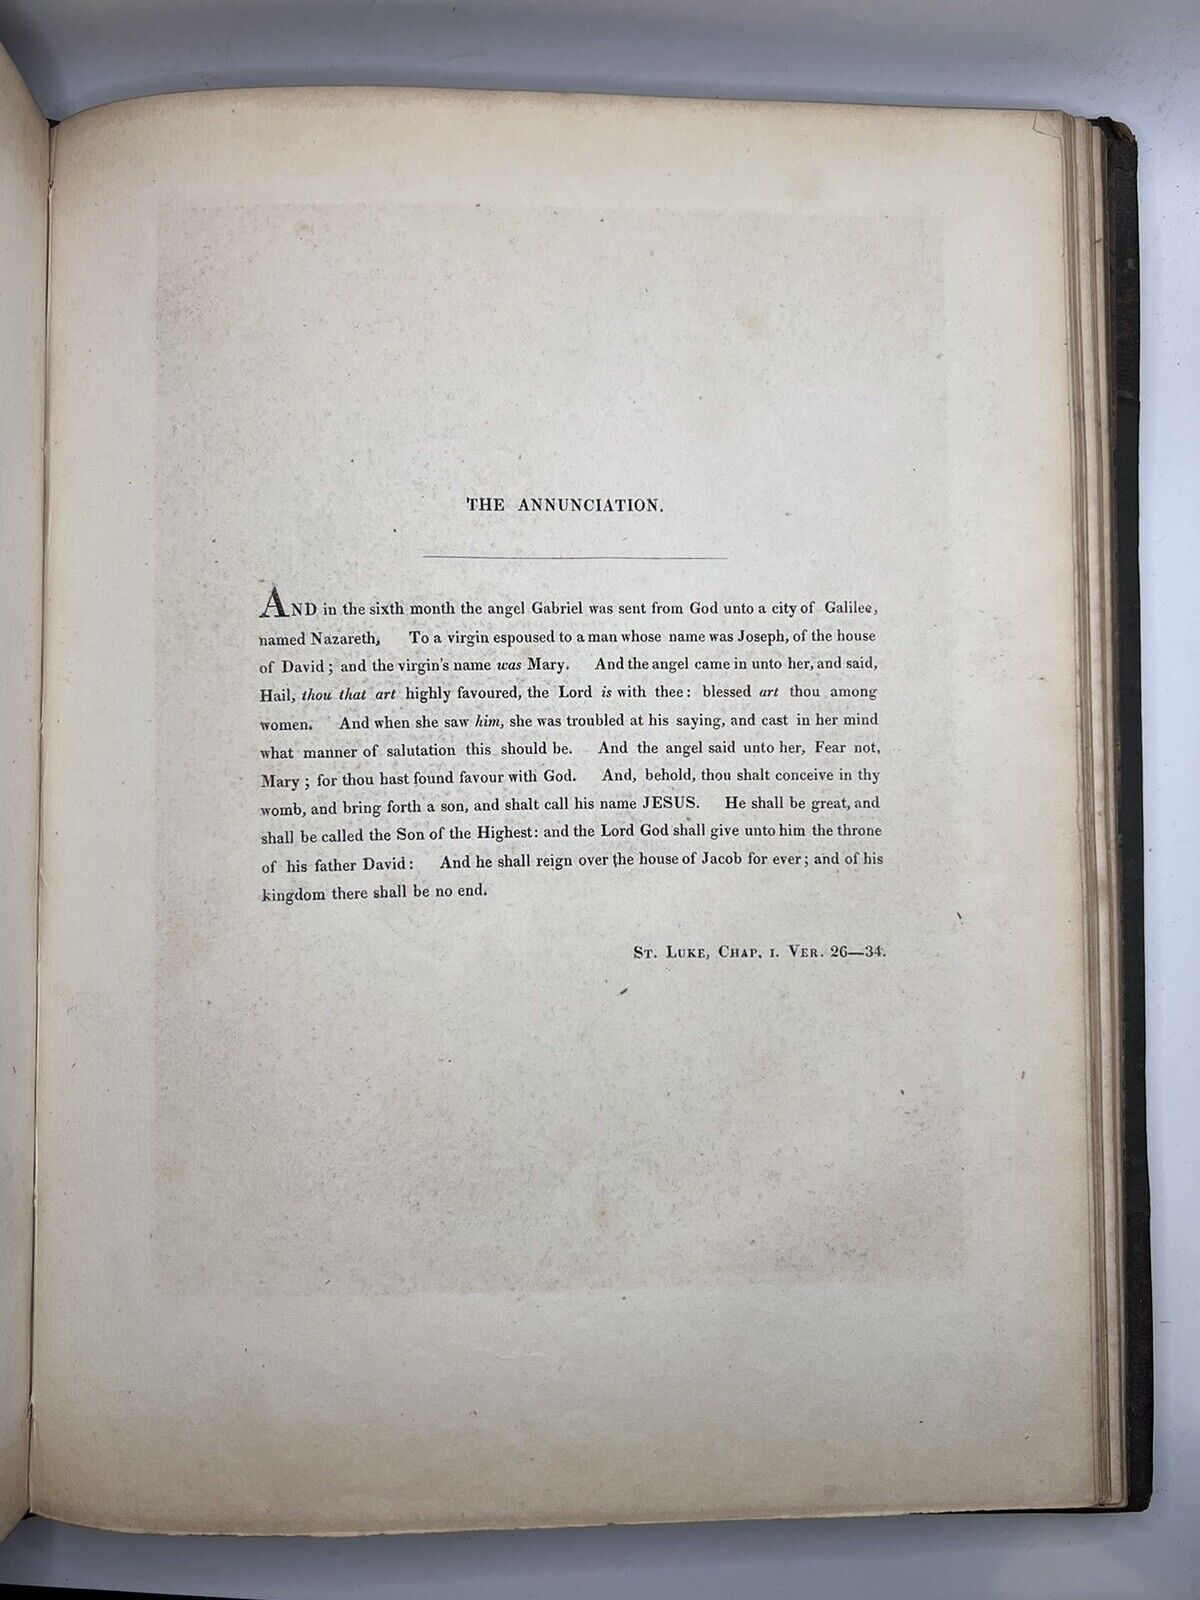 THE ANNUNCIATION.
AND in the sixth month the angel Gabriel was sent from God unto a city of Galilee,
named Nazareth, To a virgin espoused to a man whose name was Joseph, of the house
of David; and the virgin's name was Mary. And the angel came in unto her, and said,
Hail, thou that art highly favoured, the Lord is with thee: blessed art thou among
women. And when she saw him, she was troubled at his saying, and cast in her mind
what manner of salutation this should be. And the angel said unto her, Fear not,
Mary; for thou hast found favour with God. And, behold, thou shalt conceive in thy
womb, and bring forth a son, and shalt call his name JESUS. He shall be great, and
shall be called the Son of the Highest: and the Lord God shall give unto him the throne
of his father David: And he shall reign over the house of Jacob for ever; and of his
kingdom there shall be no end.
ST. LUKE, CHAP. I. VER. 26—34.